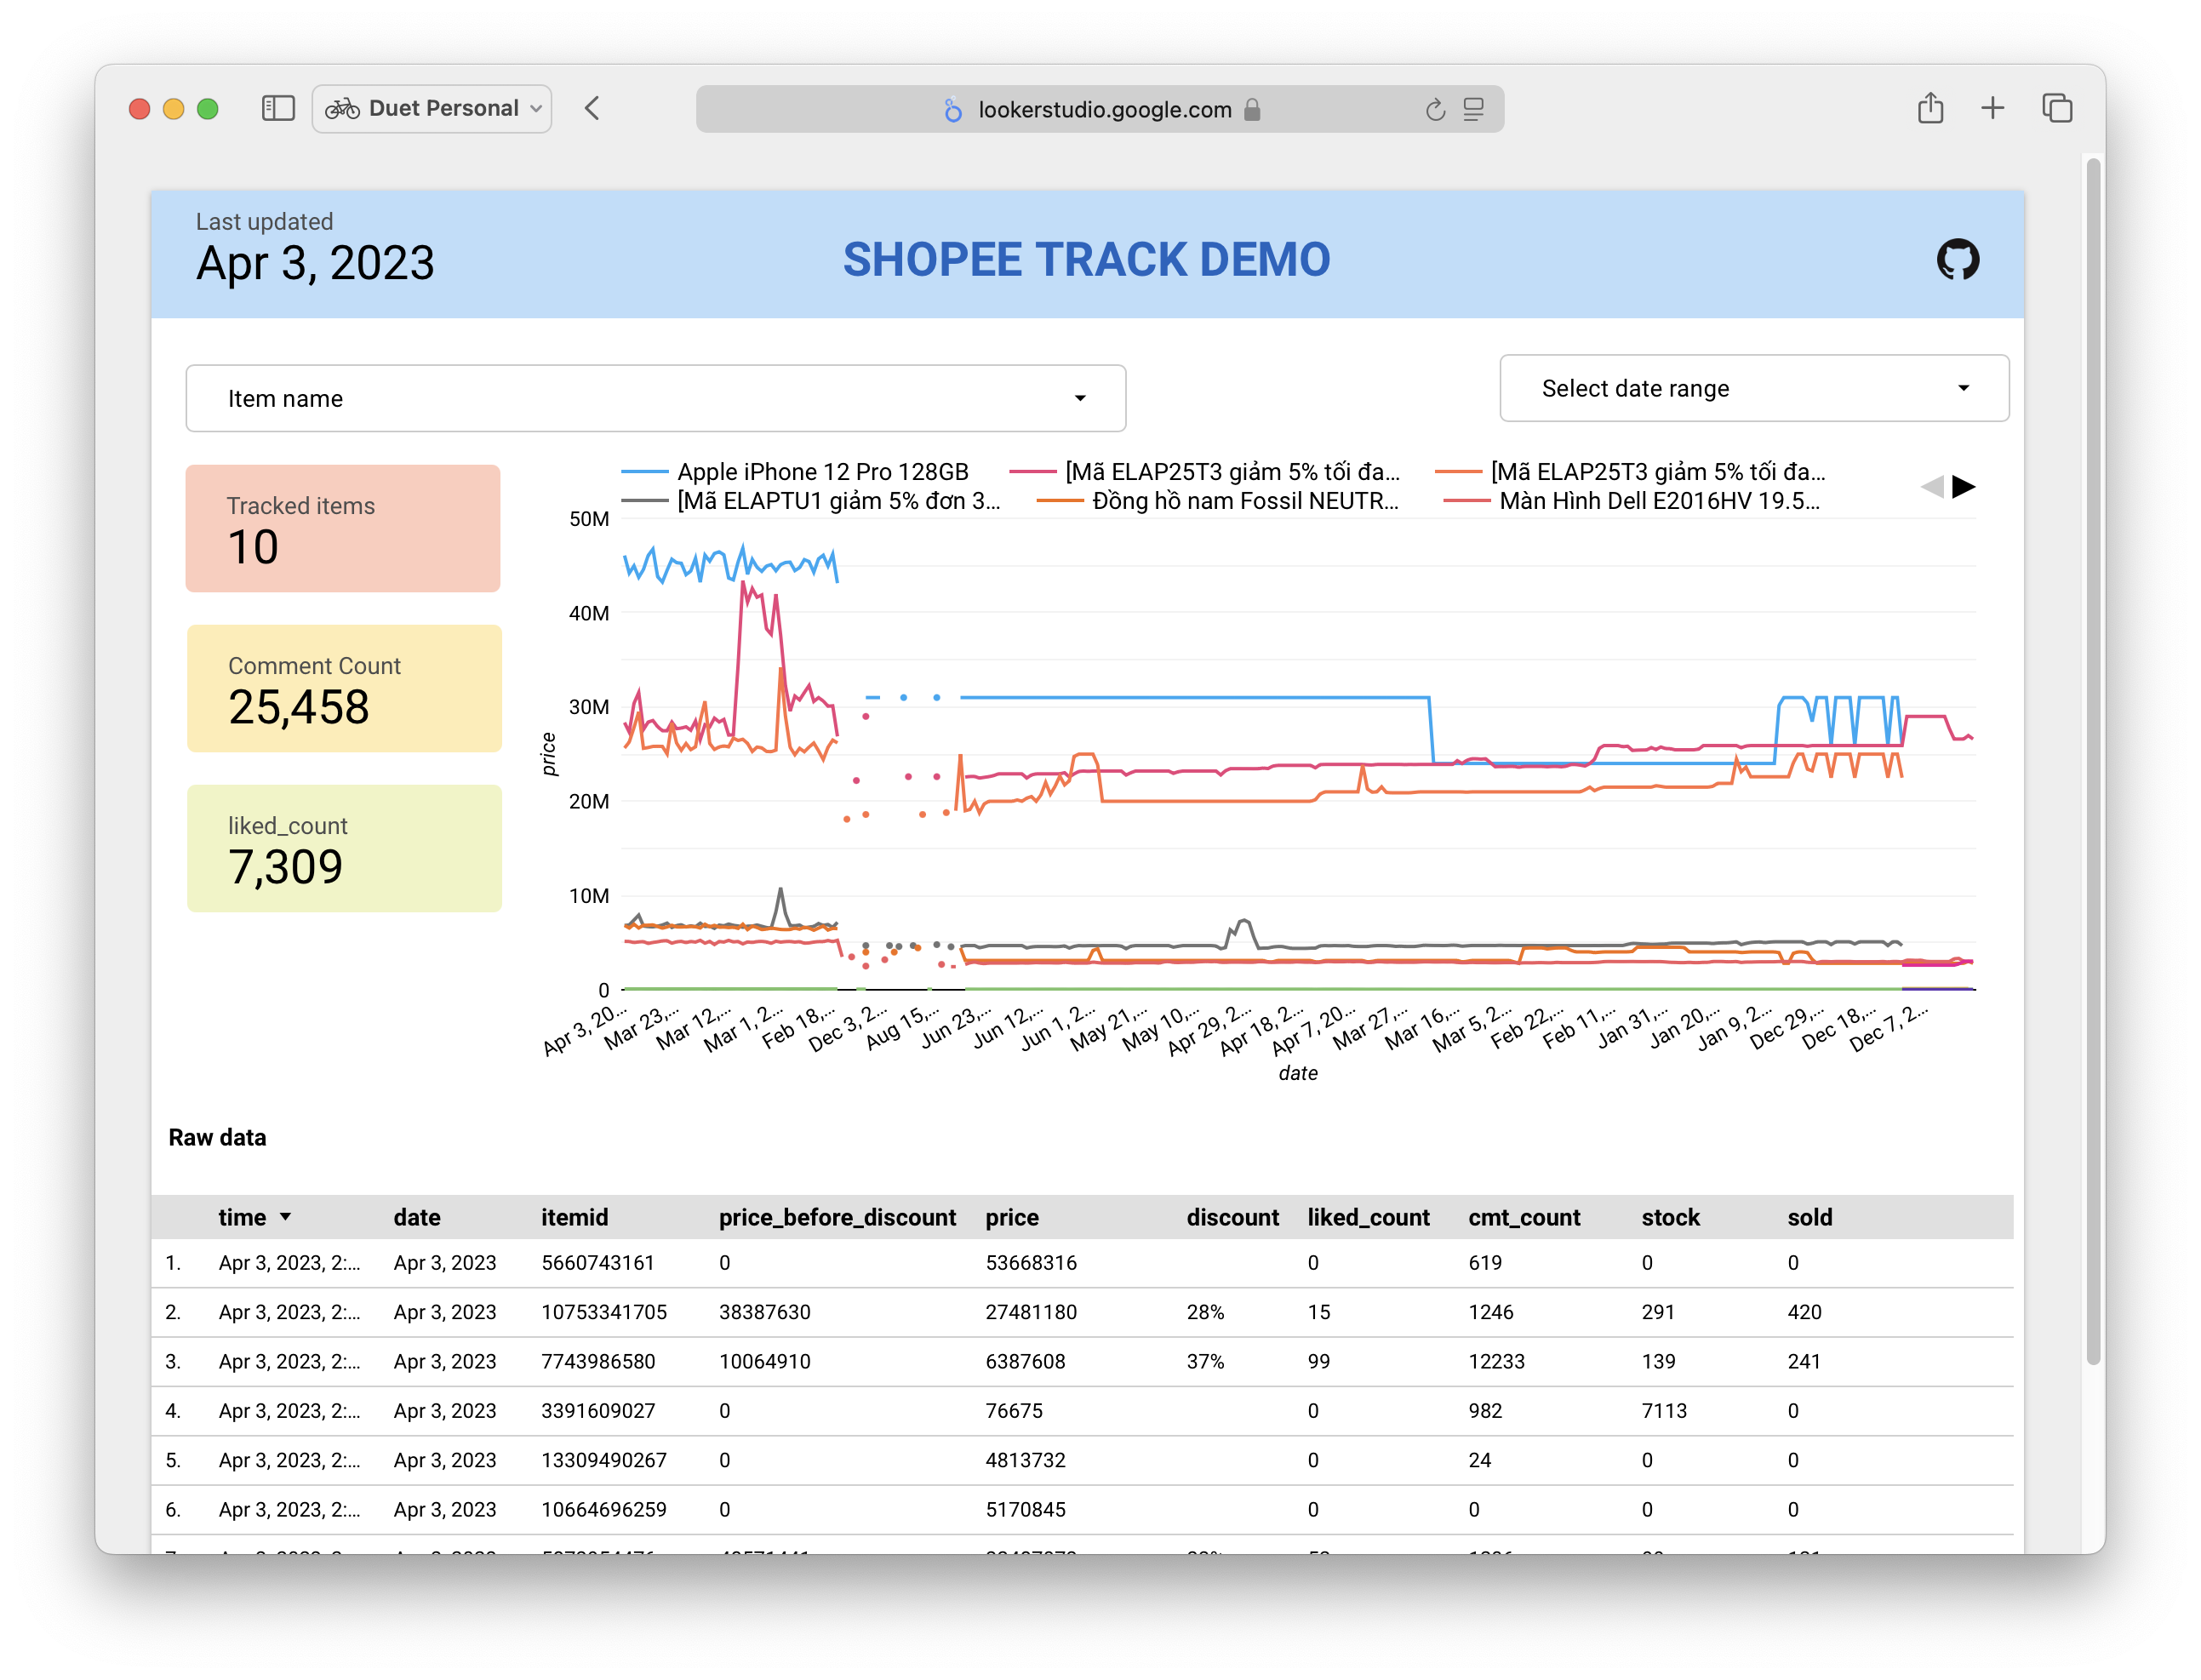 Duet Personal
lookerstudio.google.com
Last updated
Apr 3, 2023
SHOPEE TRACK DEMO
Item name
Select date range
Tracked items
10
Comment Count
25,458
liked_count
7,309
Apple iPhone 12 Pro 128GB [Mã ELAP25T3 giảm 5% tối đa... [Mã ELAP25T3 giảm 5% tối đa...
[Mã ELAPTU1 giảm 5% đơn 3... Đồng hồ nam Fossil NEUTR... Màn Hình Dell E2016HV 19.5...
50M
40M
30M
20M
10M
0
price
Apr 3, 20... Mar 23,... Mar 12,... Mar 1, 2... Feb 18,... Dec 3, 2... Aug 15,... Jun 23,... Jun 12,... Jun 1, 2... May 21,... May 10,... Apr 29, 2... Apr 18, 2... Apr 7, 20... Mar 27,... Mar 16,... Mar 5, 2... Feb 22,... Feb 11,... Jan 31,... Jan 20,... Jan 9, 2... Dec 29,... Dec 18,... Dec 7, 2...
date
Raw data
time date itemid price_before_discount price discount liked_count cmt_count stock sold
1. Apr 3, 2023, 2:... Apr 3, 2023 5660743161 0 53668316 0 619 0 0
2. Apr 3, 2023, 2:... Apr 3, 2023 10753341705 38387630 27481180 28% 15 1246 291 420
3. Apr 3, 2023, 2:... Apr 3, 2023 7743986580 10064910 6387608 37% 99 12233 139 241
4. Apr 3, 2023, 2:... Apr 3, 2023 3391609027 0 76675 0 982 7113 0
5. Apr 3, 2023, 2:... Apr 3, 2023 13309490267 0 4813732 0 24 0 0
6. Apr 3, 2023, 2:... Apr 3, 2023 10664696259 0 5170845 0 0 0 0